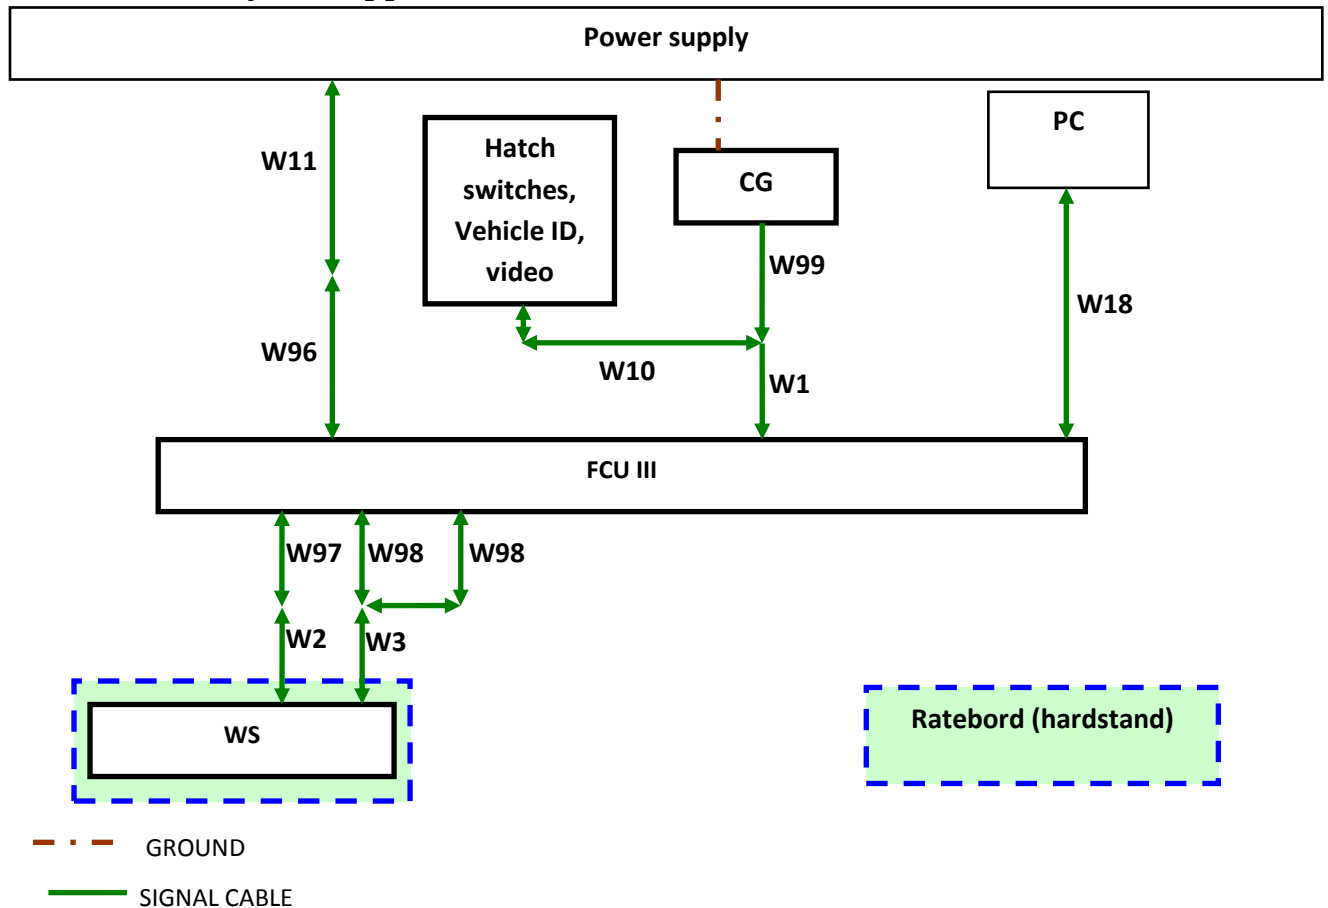 Power supply
PC
Hatch
switches,
Vehicle ID,
video
CG
W11
W99
W18
W96
W10
W1
FCU III
W97
W98
W98
W2
W3
WS
Ratebord (hardstand)
GROUND
SIGNAL CABLE